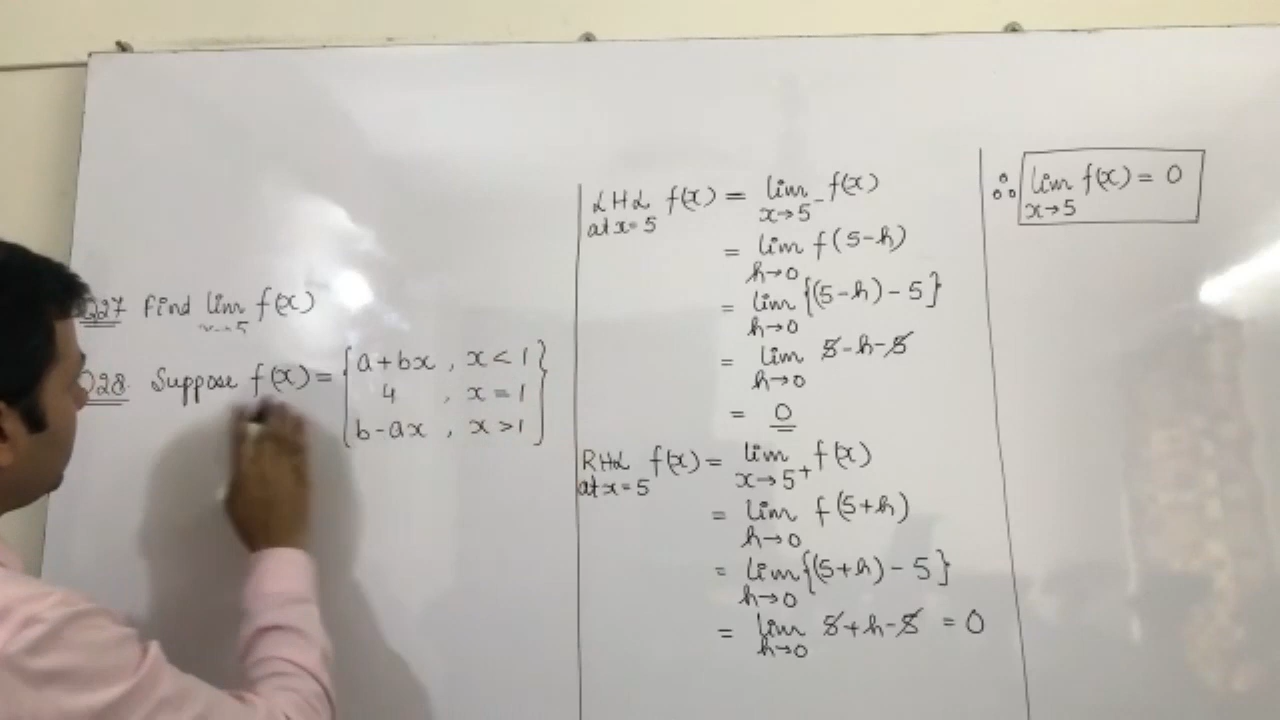 Q27 Find lim f(x)
x→5
Q28. Suppose f(x) = { a+bx , x < 1
4 , x = 1
b-ax , x > 1 }
LHL f(x) = lim f(x)
at x=5 x→5-
= lim f(5-h)
h→0
= lim {(5-h) - 5}
h→0
= lim 5-h-5
h→0
= 0
RHL f(x) = lim f(x)
at x=5 x→5+
= lim f(5+h)
h→0
= lim {(5+h) - 5}
h→0
= lim 5+h-5 = 0
h→0
∴ lim f(x) = 0
x→5